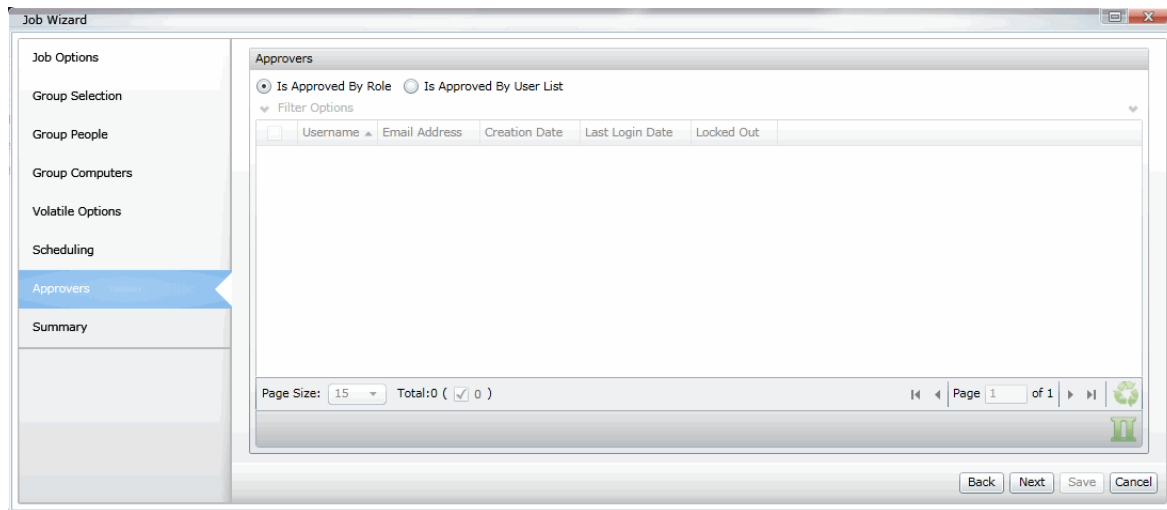 Job Wizard
Job Options
Group Selection
Group People
Group Computers
Volatile Options
Scheduling
Approvers
Summary
Approvers
Is Approved By Role Is Approved By User List
Filter Options
Username Email Address Creation Date Last Login Date Locked Out
Page Size: 15 Total:0 ( 0 ) Page 1 of 1
Back Next Save Cancel